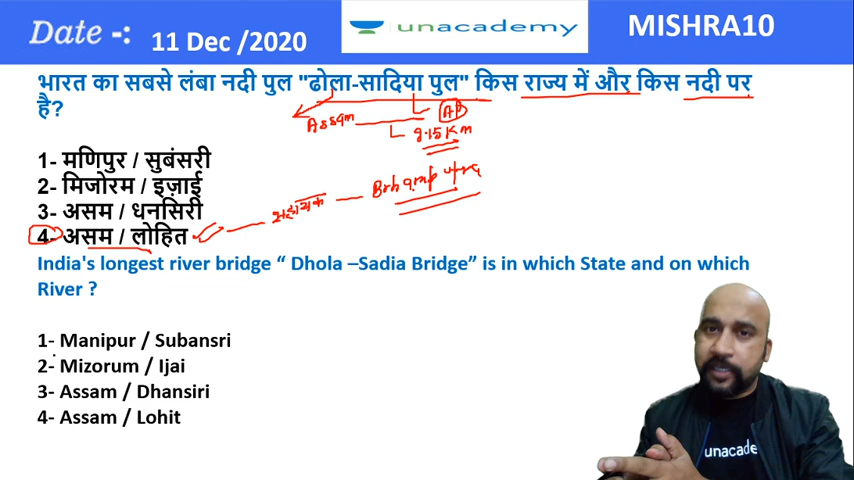 Date -: 11 Dec /2020
unacademy
MISHRA10
भारत का सबसे लंबा नदी पुल "ढोला-सादिया पुल" किस राज्य में और किस नदी पर
है?
Assam
AP
9.15 Km
1- मणिपुर / सुबंसरी
2- मिजोरम / इज़ाई
3- असम / धनसिरी
4- असम / लोहित
सहायक
India's longest river bridge “ Dhola –Sadia Bridge” is in which State and on which
River ?
1- Manipur / Subansri
2- Mizorum / Ijai
3- Assam / Dhansiri
4- Assam / Lohit
unacade